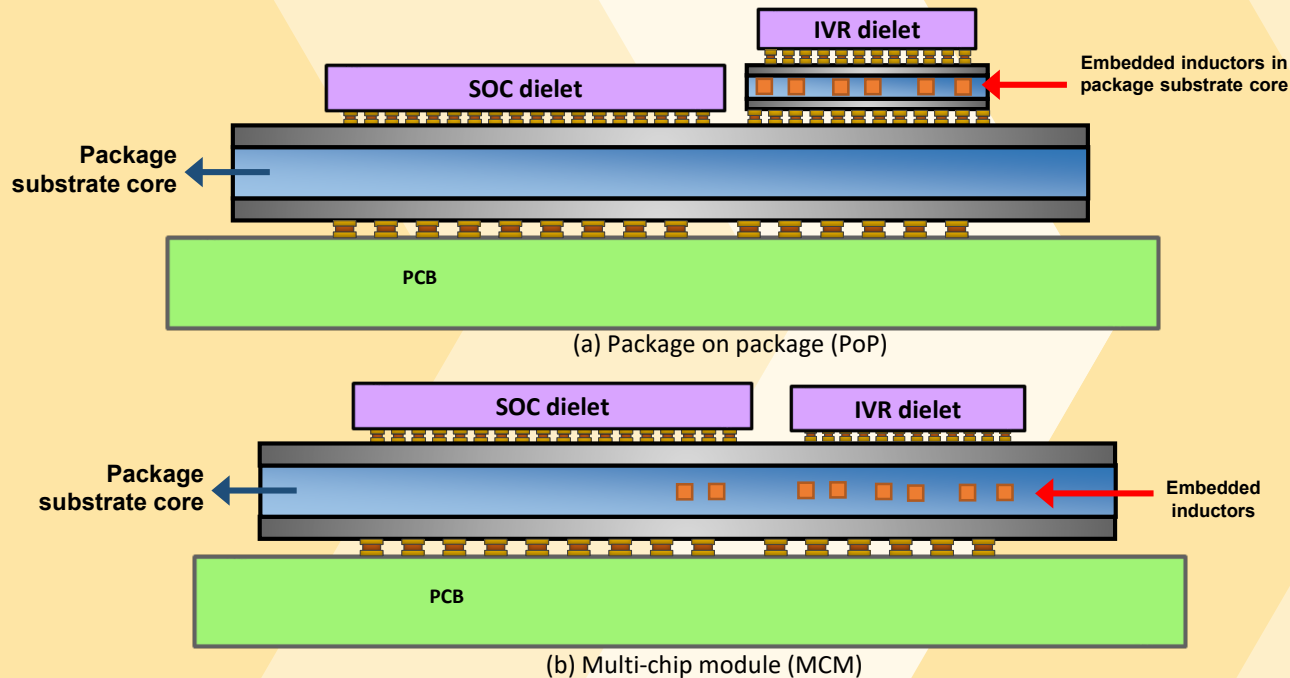 IVR dielet
Embedded inductors in
package substrate core
SOC dielet
Package
substrate core
PCB
(a) Package on package (PoP)
SOC dielet
IVR dielet
Package
substrate core
Embedded
inductors
PCB
(b) Multi-chip module (MCM)